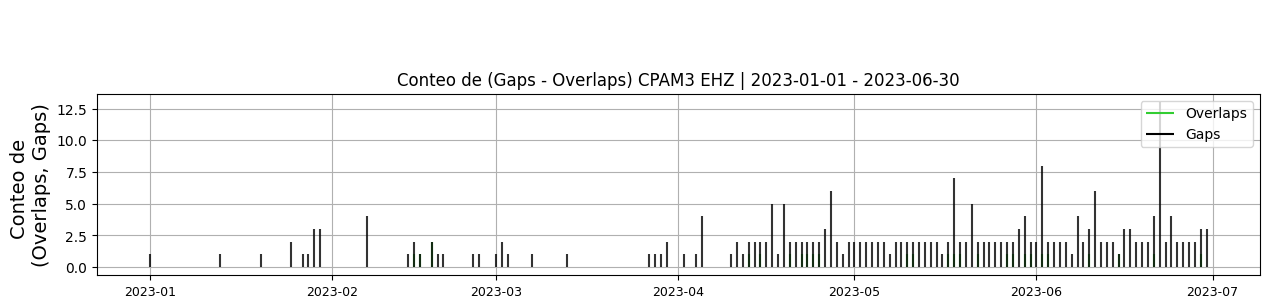 Conteo de (Gaps - Overlaps) CPAM3 EHZ | 2023-01-01 - 2023-06-30
Conteo de
(Overlaps, Gaps)
12.5
10.0
7.5
5.0
2.5
0.0
Overlaps
Gaps
2023-01
2023-02
2023-03
2023-04
2023-05
2023-06
2023-07